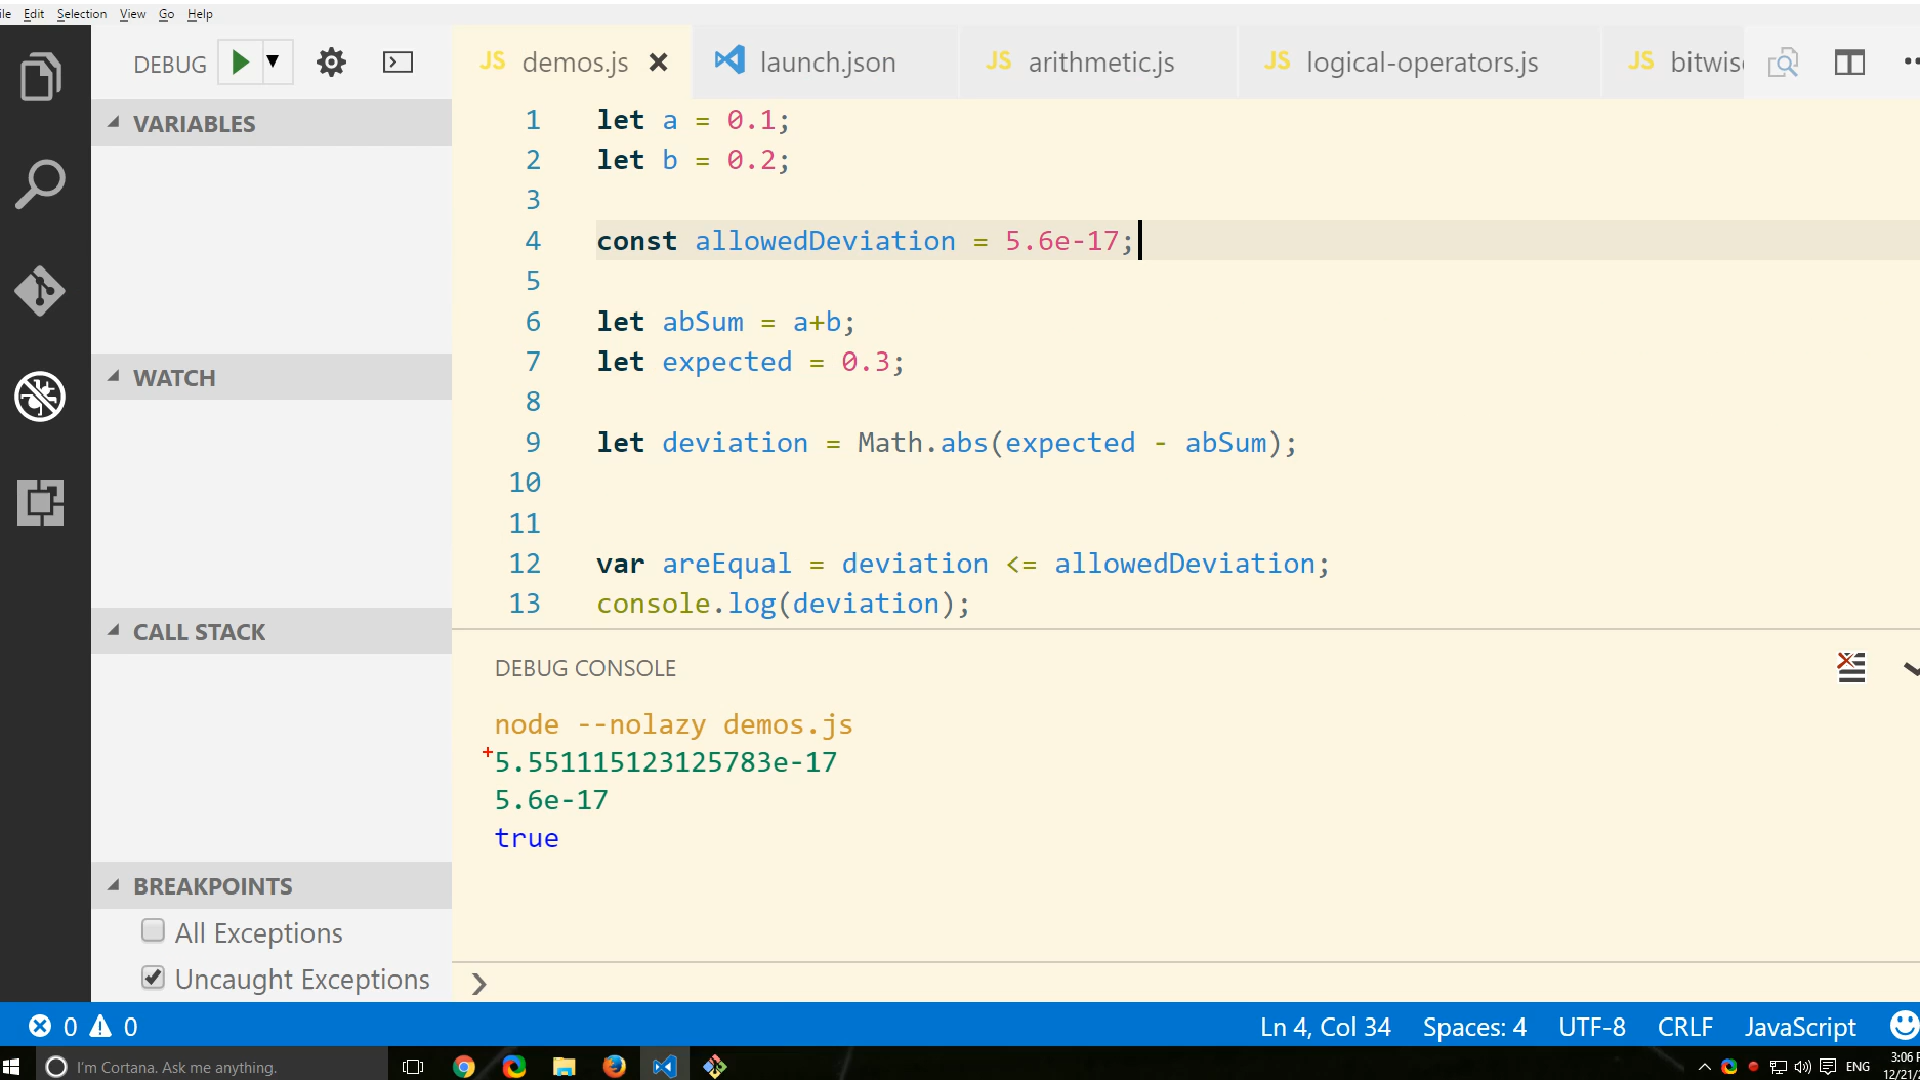 Edit Selection View Go Help
DEBUG
JS demos.js
launch.json
JS arithmetic.js
JS logical-operators.js
JS
VARIABLES
WATCH
CALL STACK
BREAKPOINTS
All Exceptions
Uncaught Exceptions
1 let a = 0.1;
2 let b = 0.2;
3
4 const allowedDeviation = 5.6e-17;
5
6 let abSum = a+b;
7 let expected = 0.3;
8
9 let deviation = Math.abs(expected - abSum);
10
11
12 var areEqual = deviation <= allowedDeviation;
13 console.log(deviation);
DEBUG CONSOLE
node --nolazy demos.js
5.551115123125783e-17
5.6e-17
true
0 0
Ln 4, Col 34 Spaces: 4 UTF-8 CRLF JavaScript
I'm Cortana. Ask me anything.
ENG
3:06